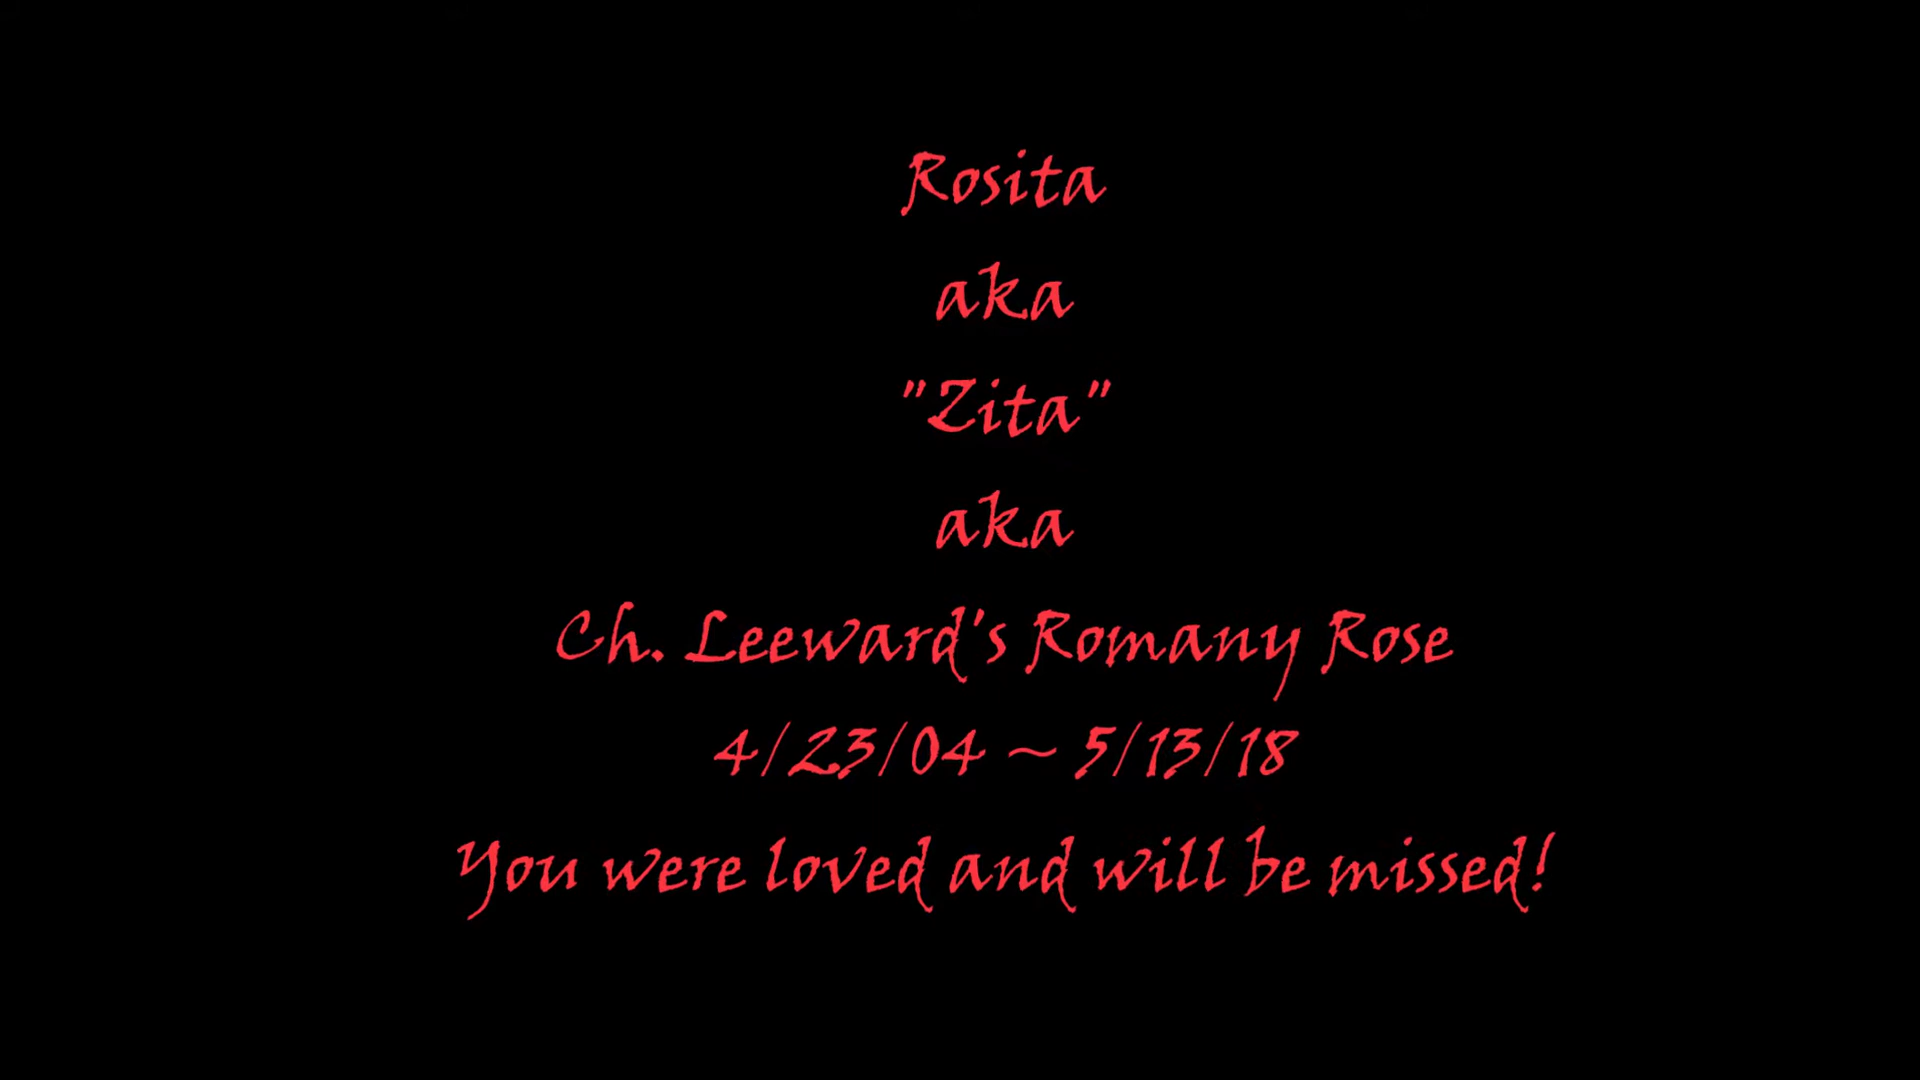 Rosita
aka
"Zita"
aka
Ch. Leeward's Romany Rose
4/23/04 ~ 5/13/18
You were loved and will be missed!